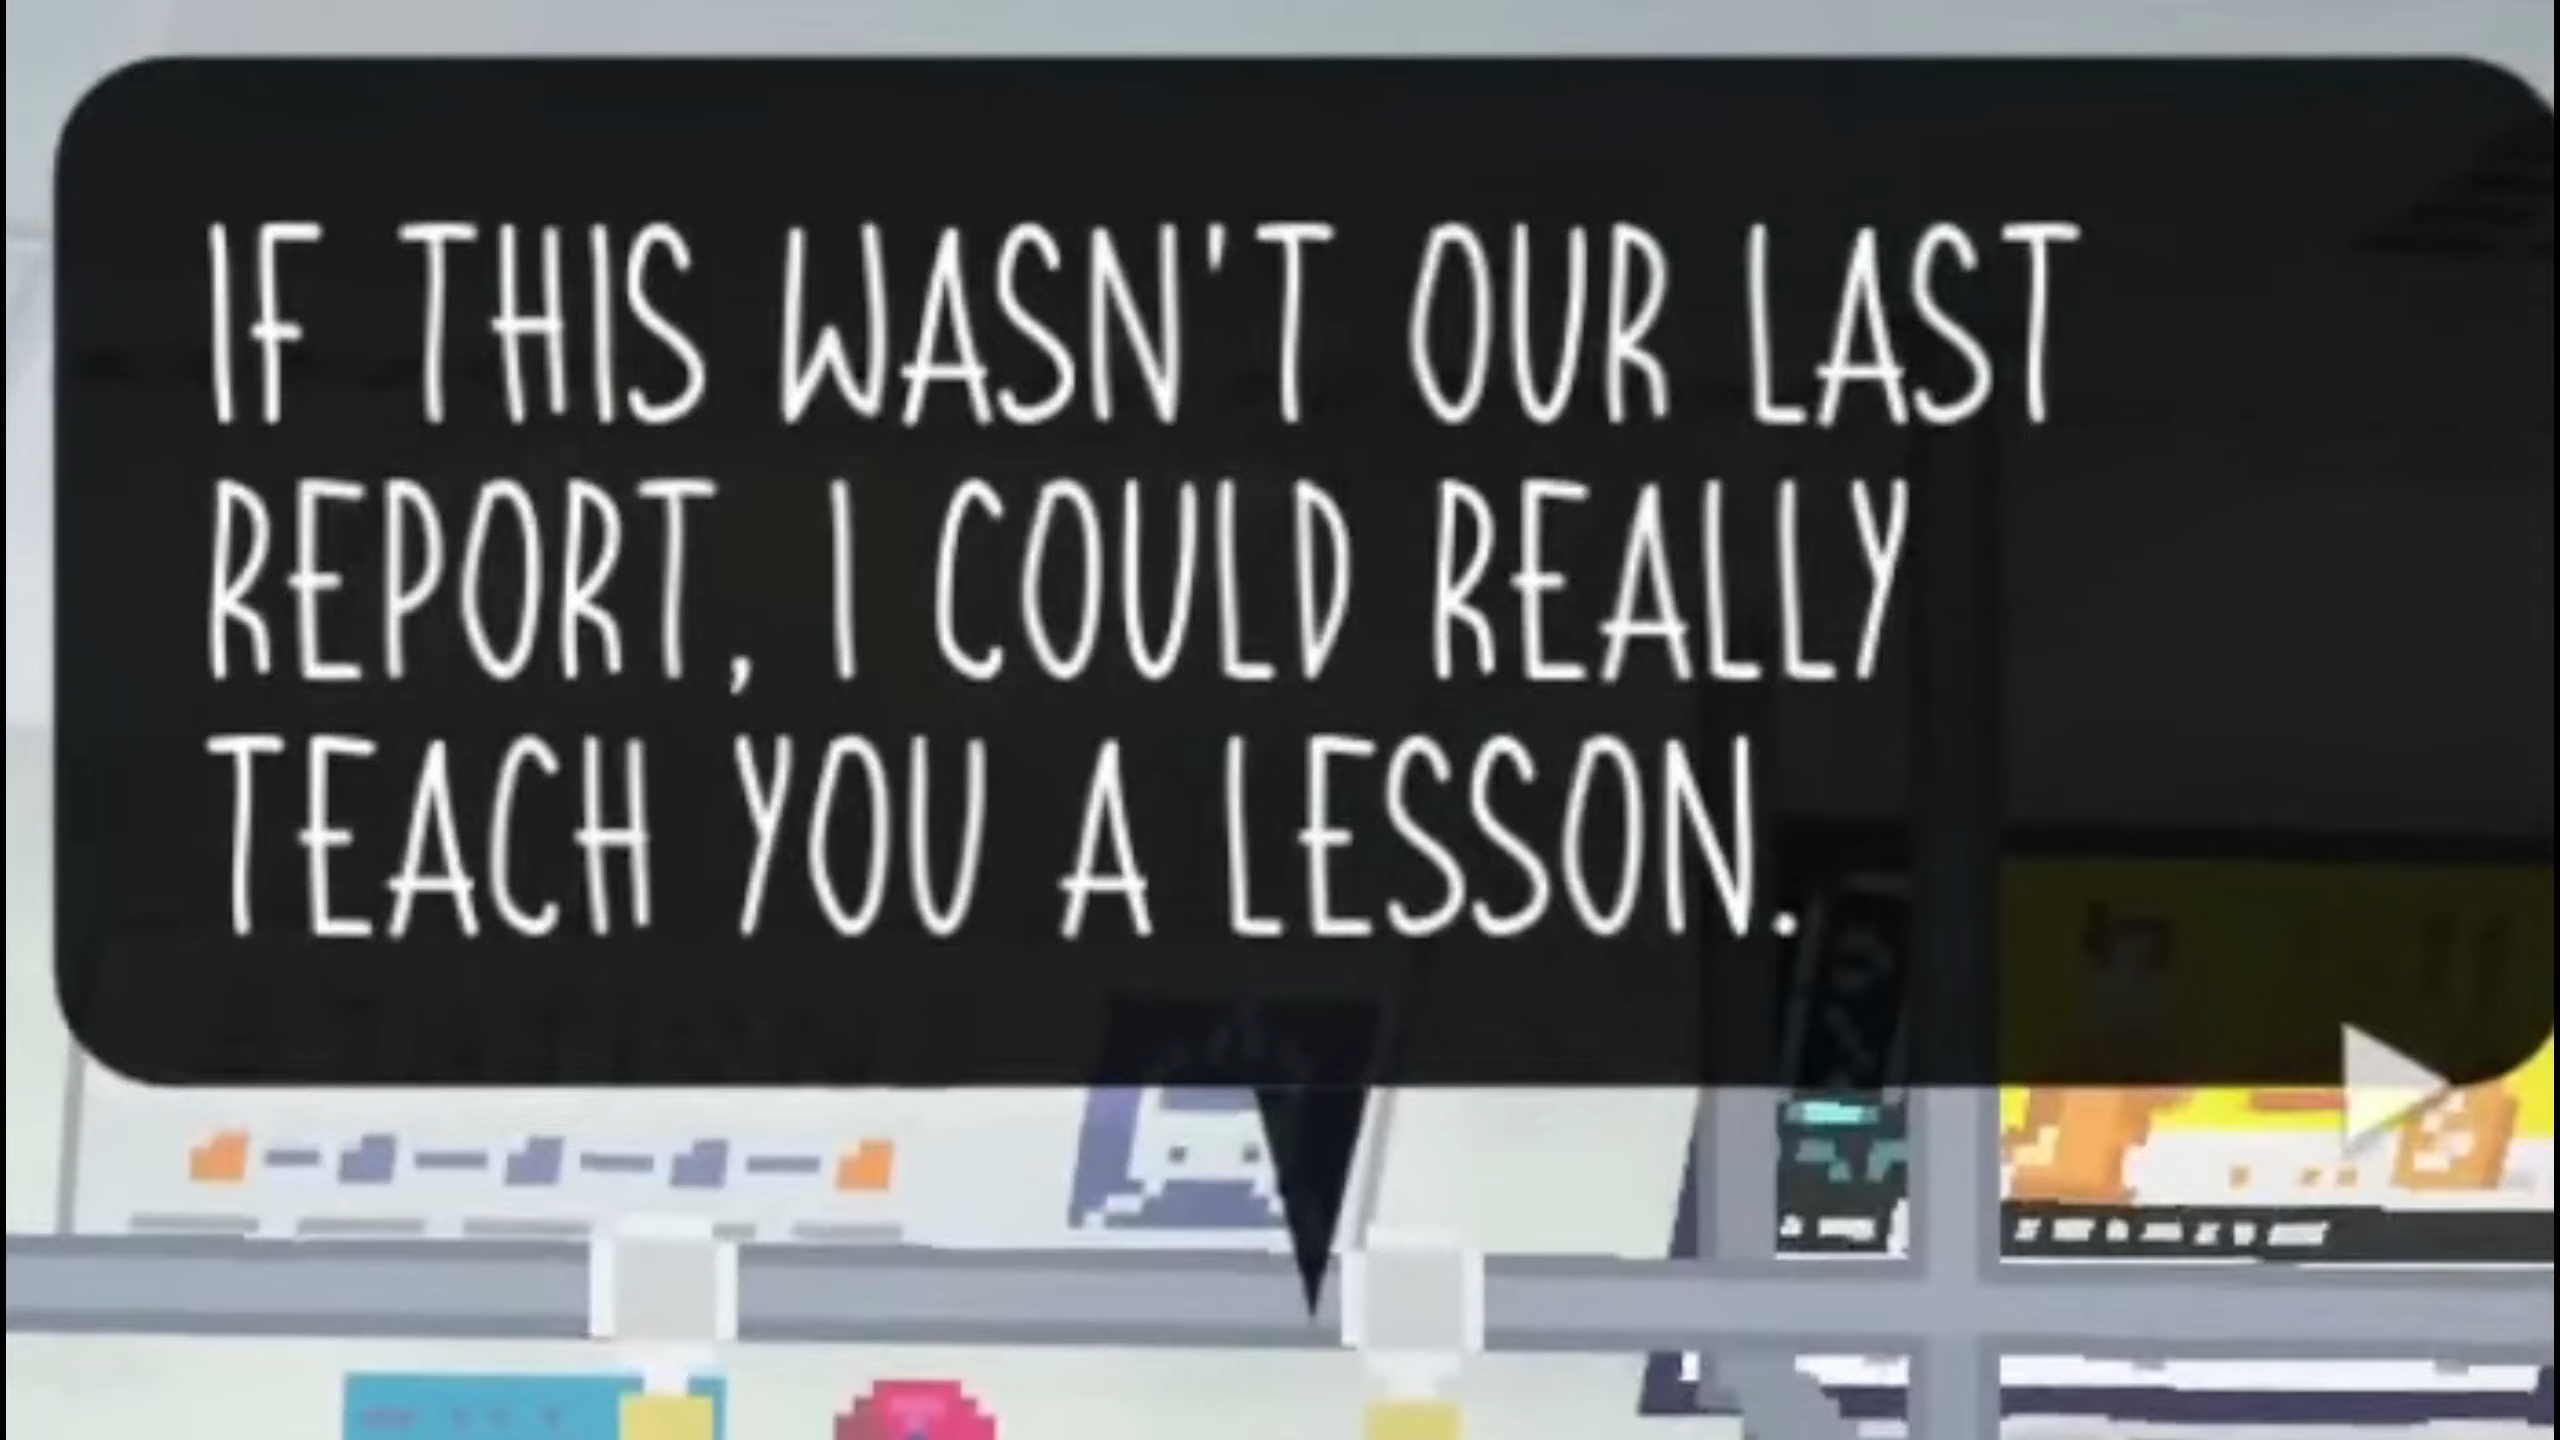 IF THIS WASN'T OUR LAST
REPORT, I COULD REALLY
TEACH YOU A LESSON.